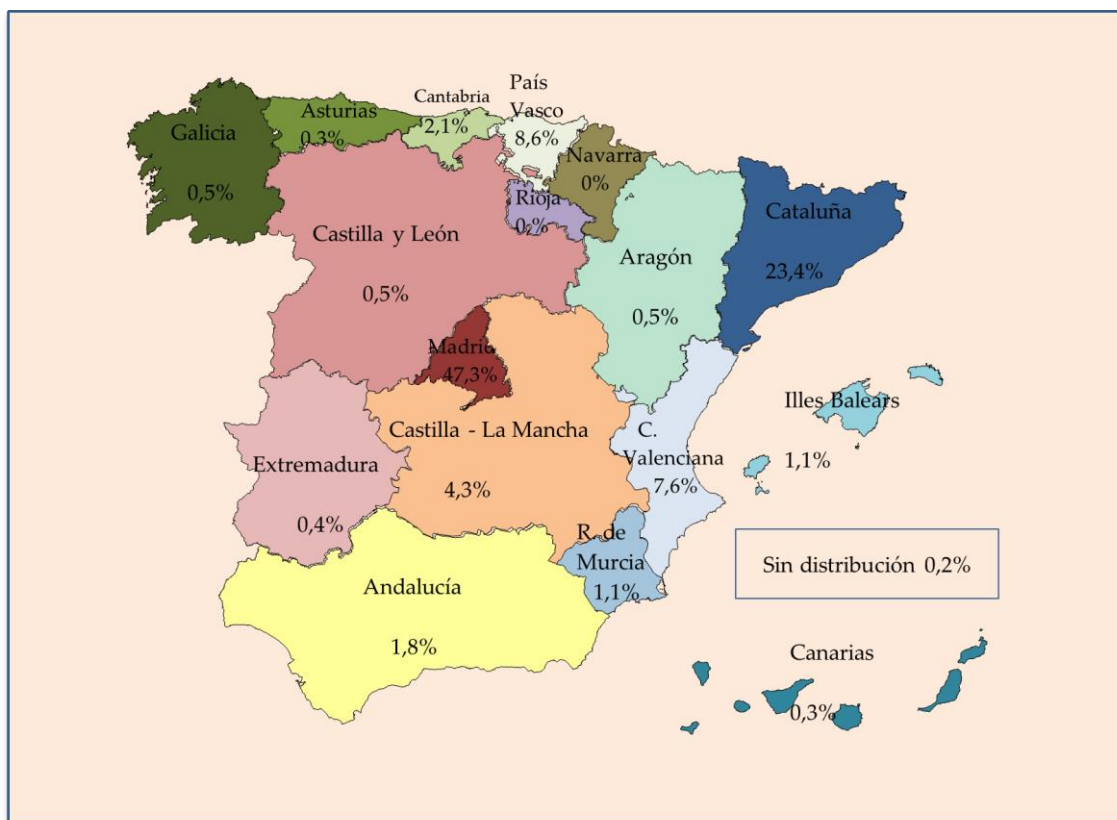 País
Vasco
8,6%
Cantabria
2,1%
Asturias
0,3%
Galicia
0,5%
Navarra
0%
Rioja
Cataluña
23,4%
Castilla y León
0,5%
Aragón
0,5%
Madrid
47,3%
Illes Balears
1,1%
Castilla - La Mancha
4,3%
C.
Valenciana
7,6%
Extremadura
0,4%
R. de
Murcia
1,1%
Sin distribución 0,2%
Andalucía
1,8%
Canarias
0,3%